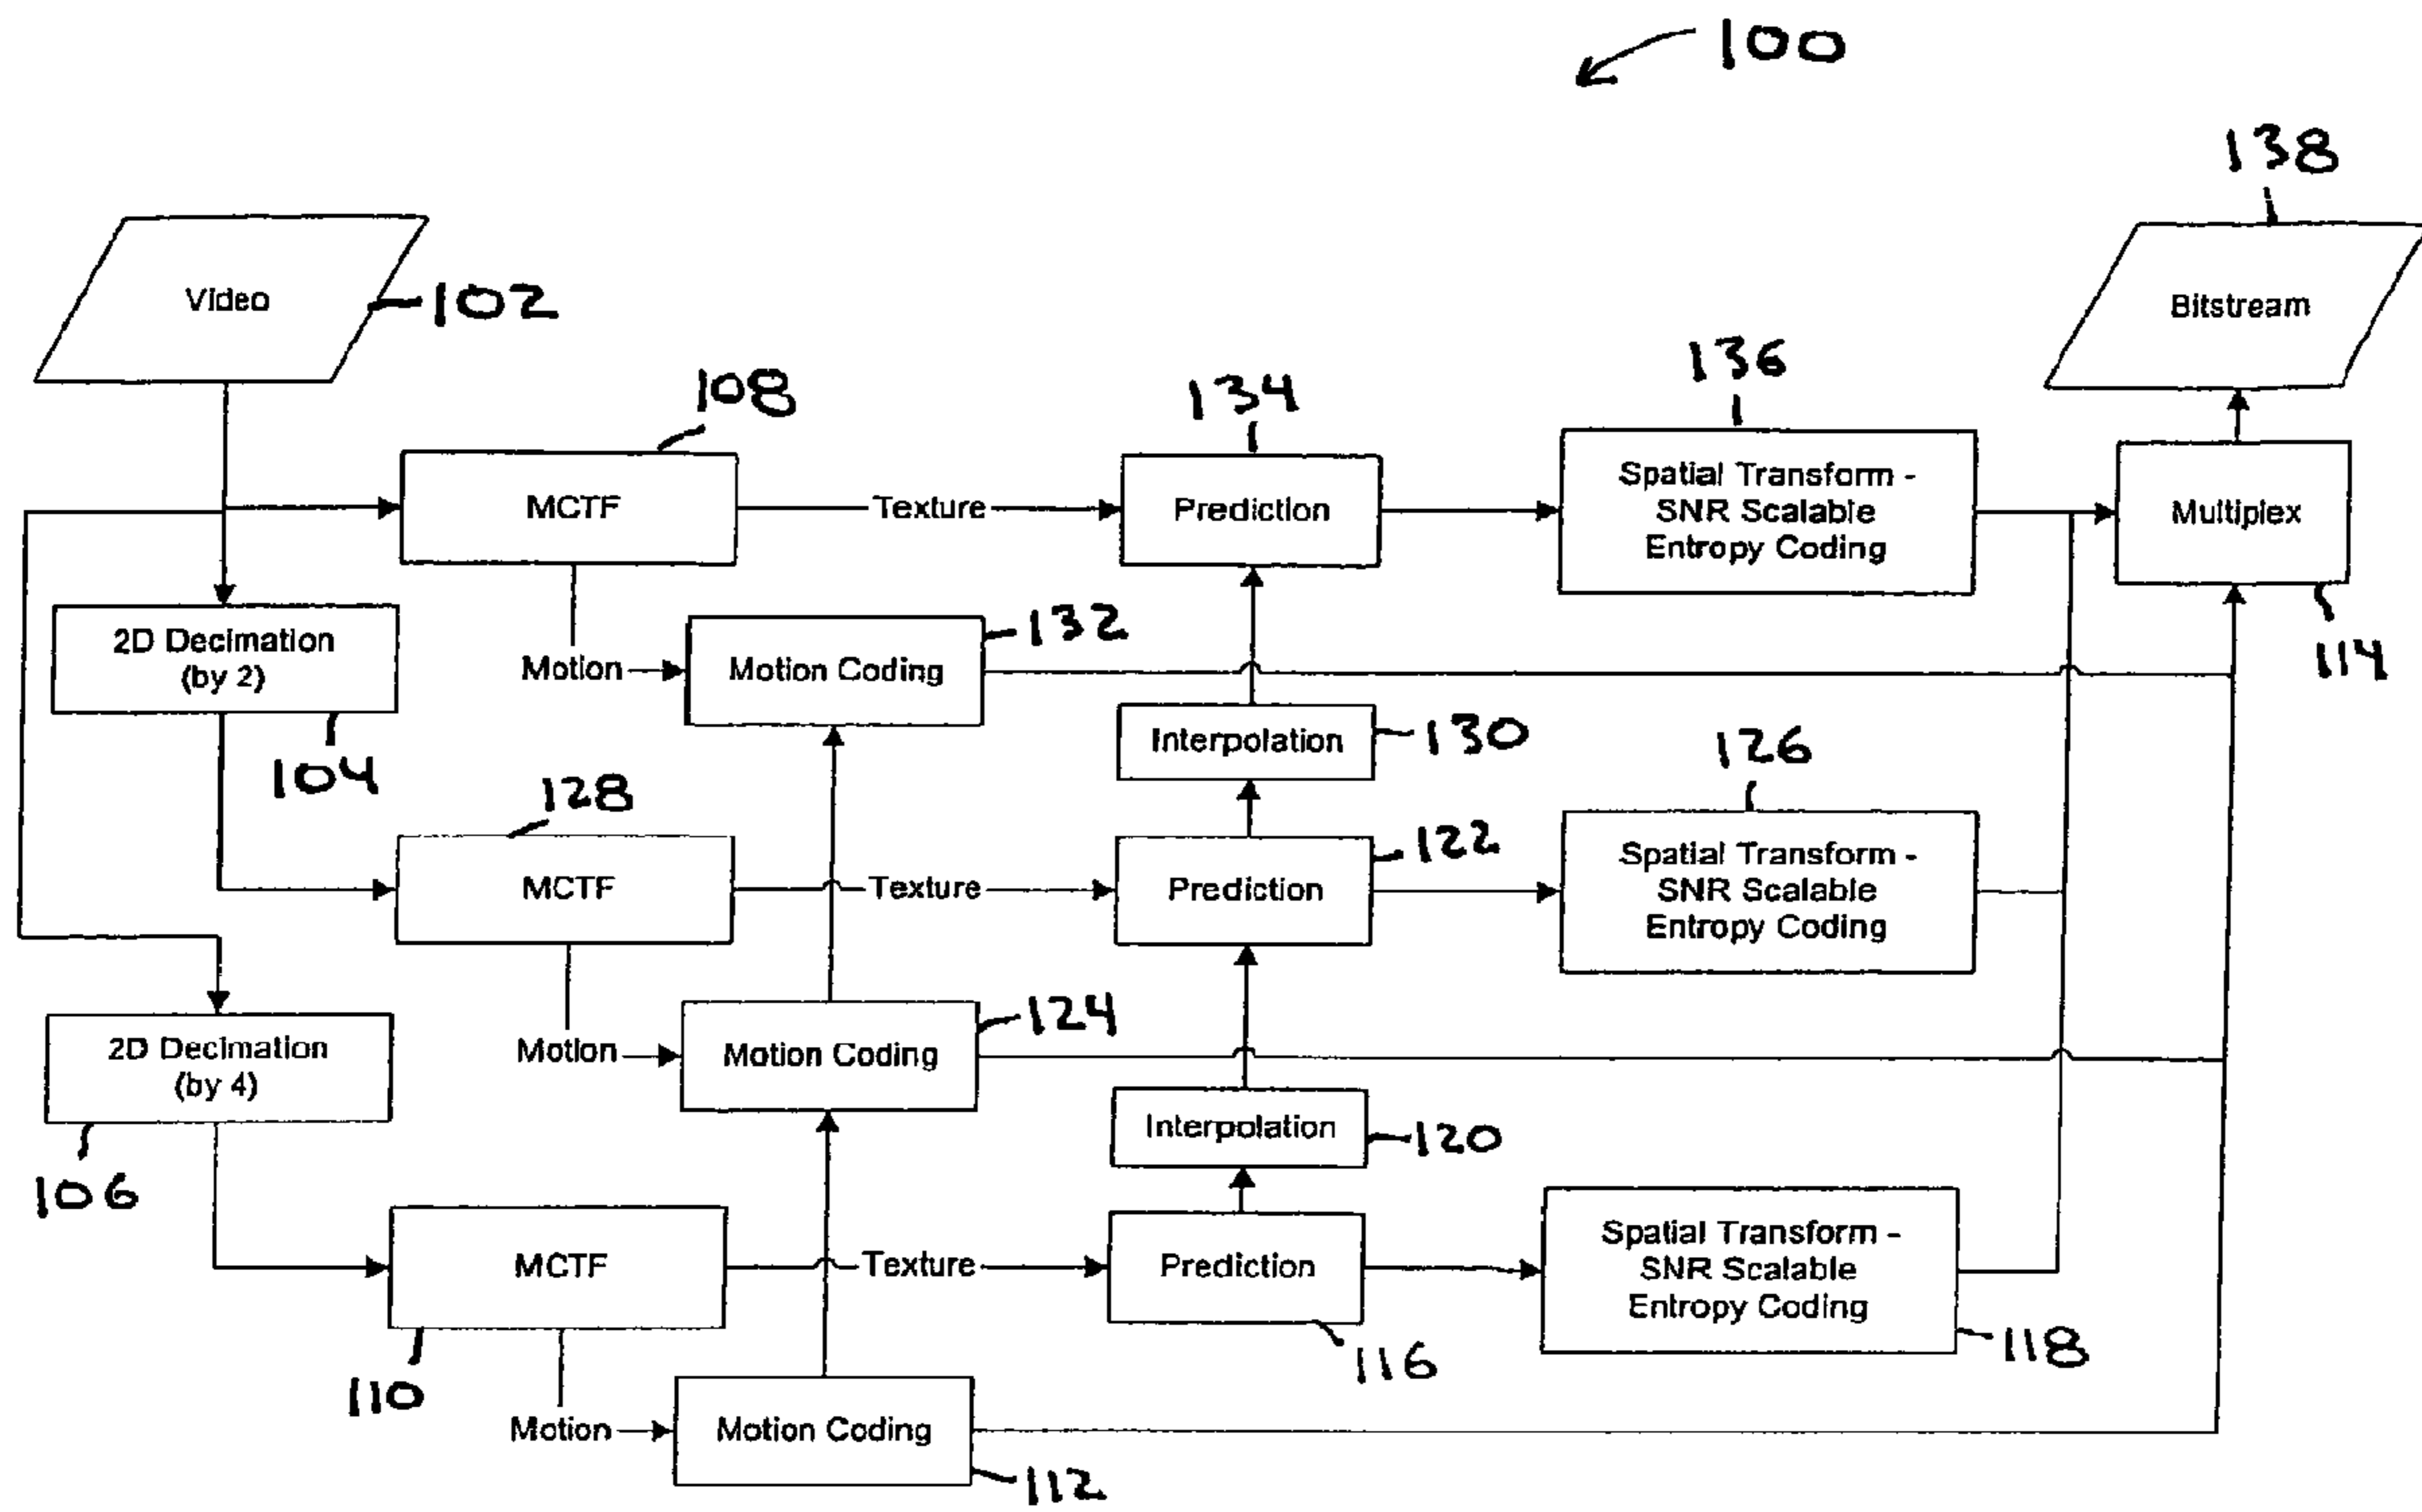 100
138
Video
102
Bitstream
108
134
136
MCTF
Texture
Prediction
Spatial Transform -
SNR Scalable
Entropy Coding
Multiplex
114
2D Decimation
(by 2)
104
Motion
Motion Coding
132
Interpolation
130
126
128
MCTF
Texture
Prediction
122
Spatial Transform -
SNR Scalable
Entropy Coding
2D Decimation
(by 4)
106
Motion
Motion Coding
124
Interpolation
120
MCTF
110
Texture
Prediction
116
Spatial Transform -
SNR Scalable
Entropy Coding
118
Motion
Motion Coding
112